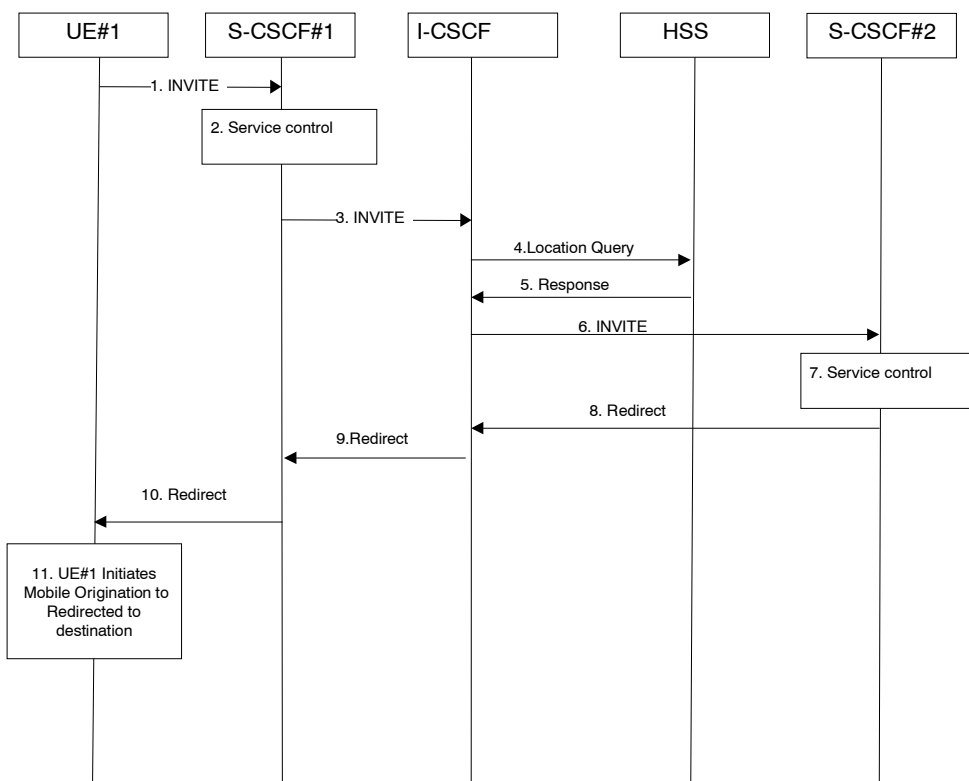 UE#1
S-CSCF#1
I-CSCF
HSS
S-CSCF#2
1. INVITE
2. Service control
3. INVITE
4.Location Query
5. Response
6. INVITE
7. Service control
8. Redirect
9.Redirect
10. Redirect
11. UE#1 Initiates
Mobile Origination to
Redirected to
destination